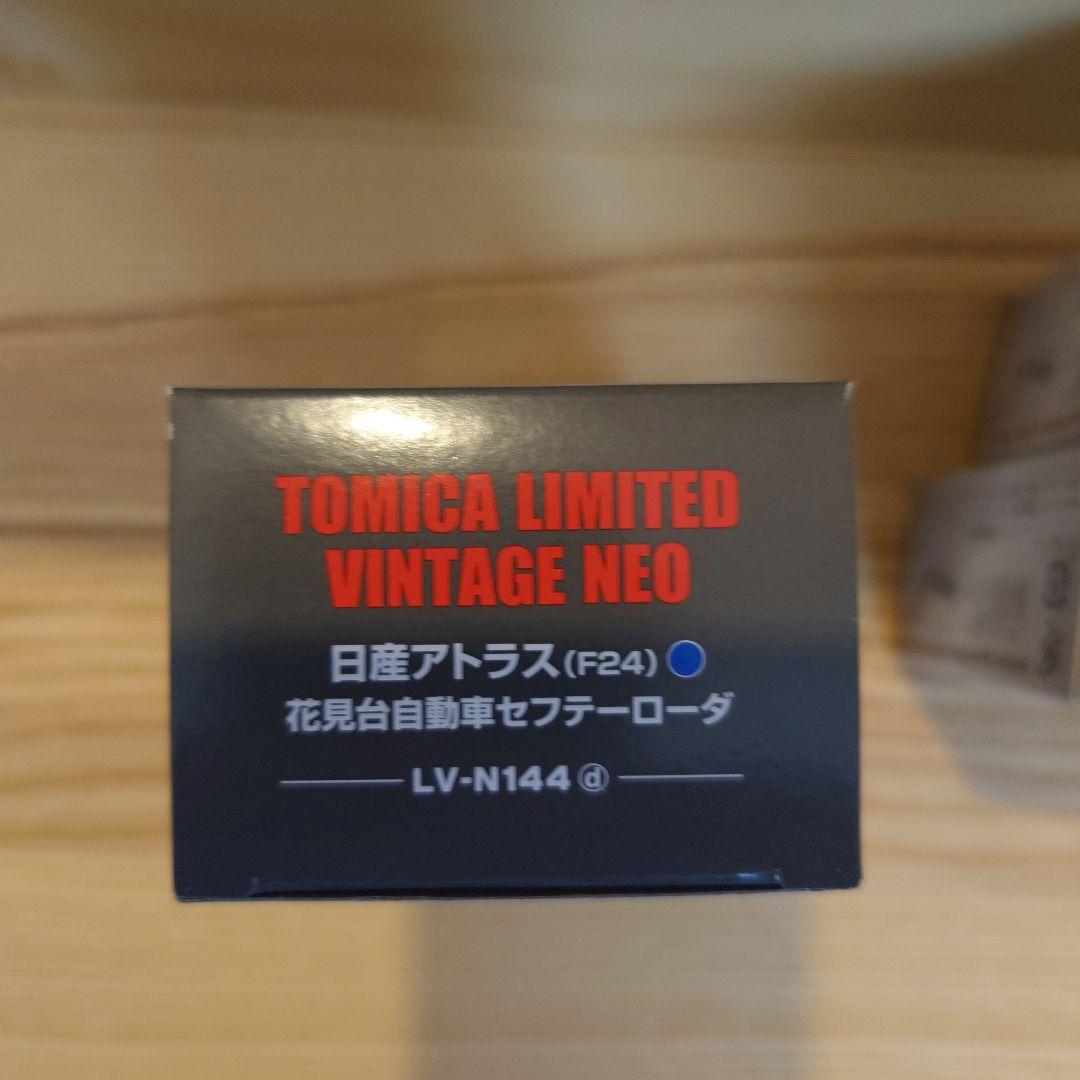 TOMICA LIMITED
VINTAGE NEO
日産アトラス(F24)
花見台自動車セフテーローダ
LV-N144ⓓ